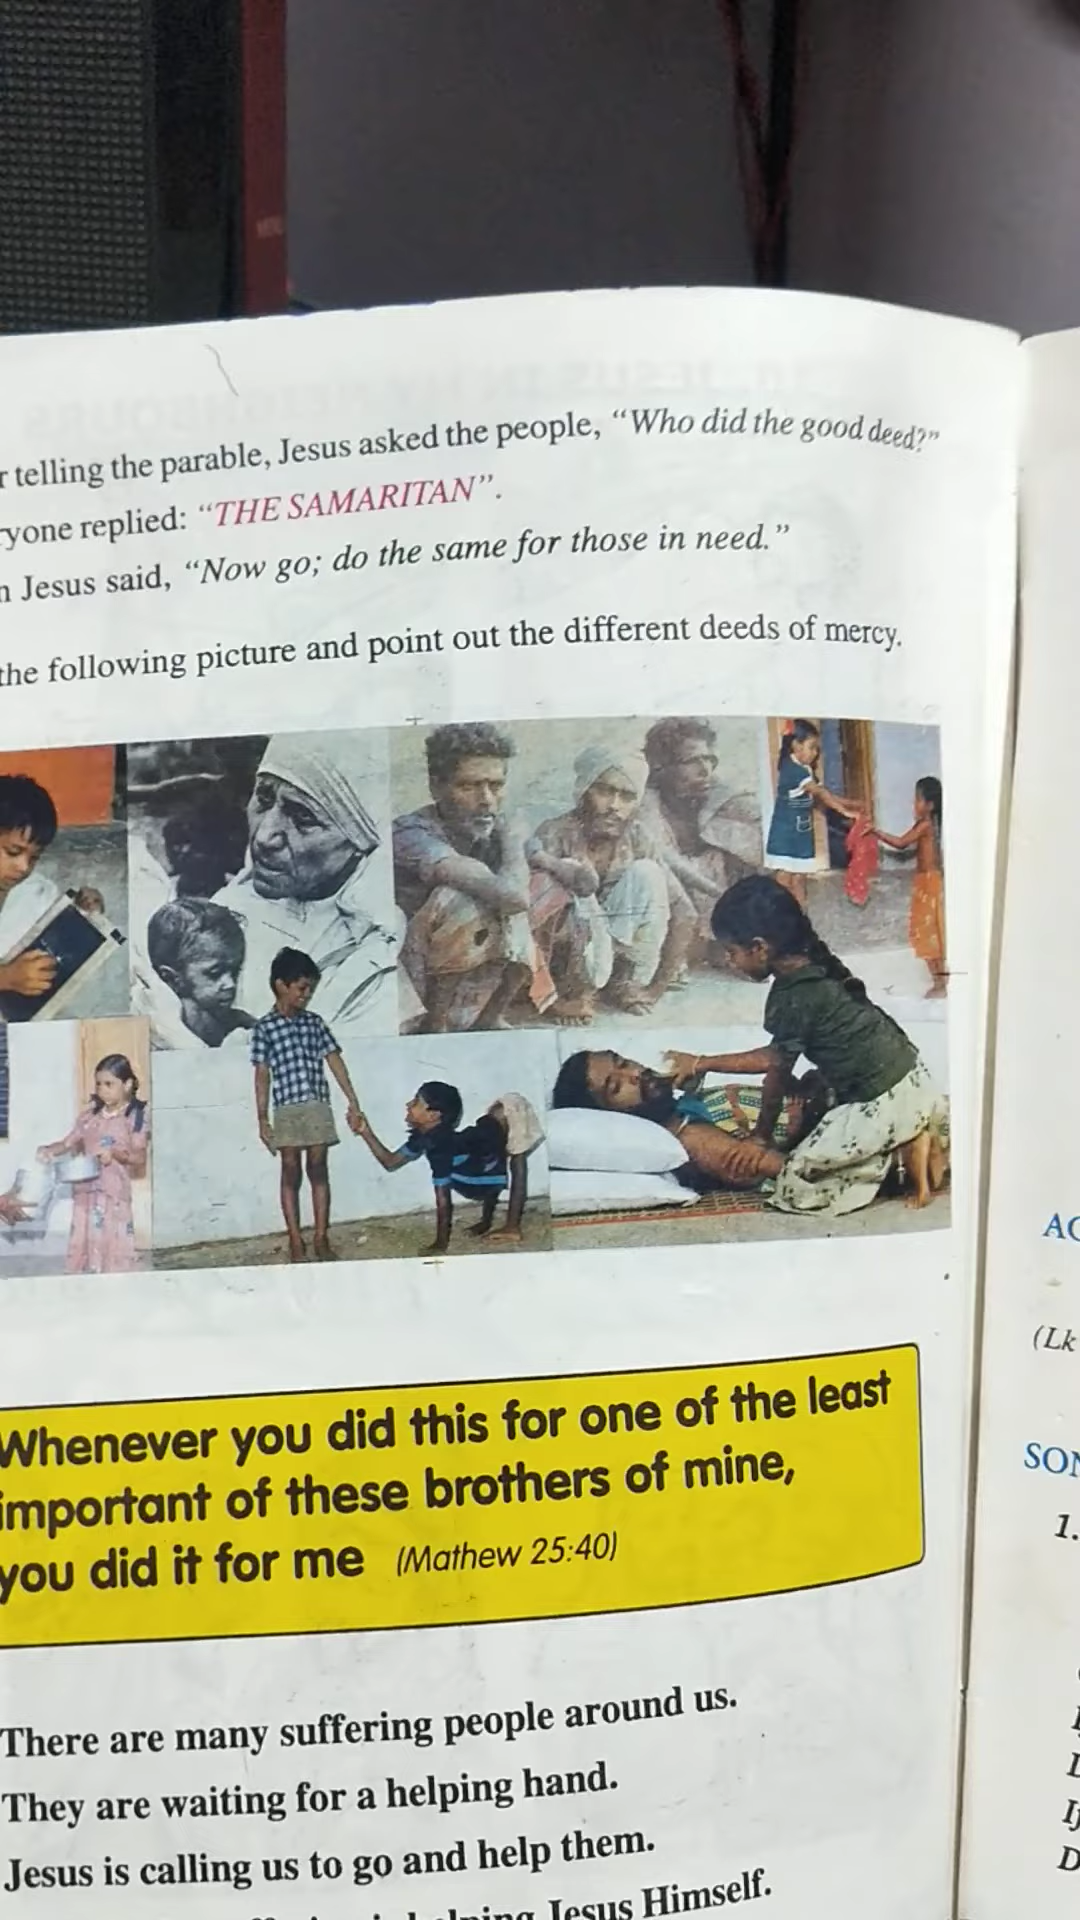 telling the parable, Jesus asked the people, “Who did the good deed?”
yone replied: “THE SAMARITAN”.
n Jesus said, “Now go; do the same for those in need.”
the following picture and point out the different deeds of mercy.
Whenever you did this for one of the least
important of these brothers of mine,
you did it for me (Mathew 25:40)
There are many suffering people around us.
They are waiting for a helping hand.
Jesus is calling us to go and help them.
Jesus Himself.
(Lk
1.